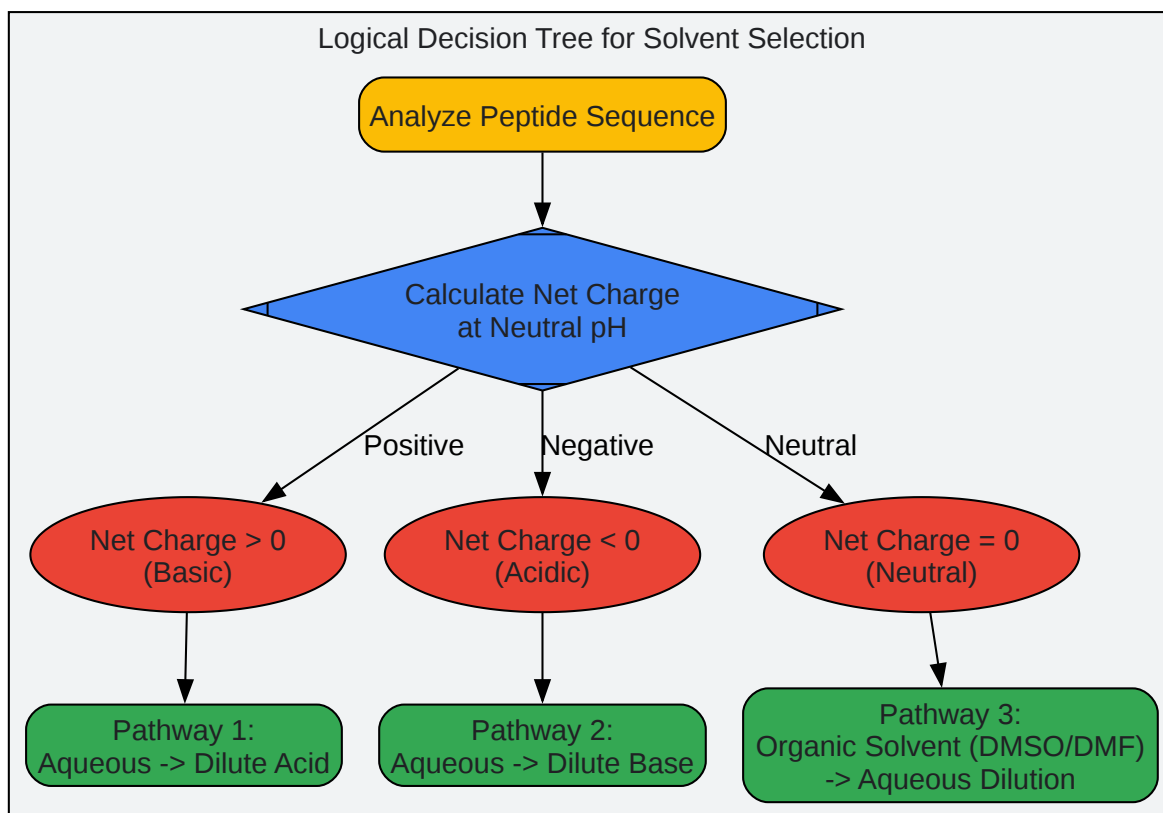 Logical Decision Tree for Solvent Selection
Analyze Peptide Sequence
Calculate Net Charge
at Neutral pH
Positive
Negative
Neutral
Net Charge > 0
(Basic)
Net Charge < 0
(Acidic)
Net Charge = 0
(Neutral)
Pathway 1:
Aqueous -> Dilute Acid
Pathway 2:
Aqueous -> Dilute Base
Pathway 3:
Organic Solvent (DMSO/DMF)
-> Aqueous Dilution